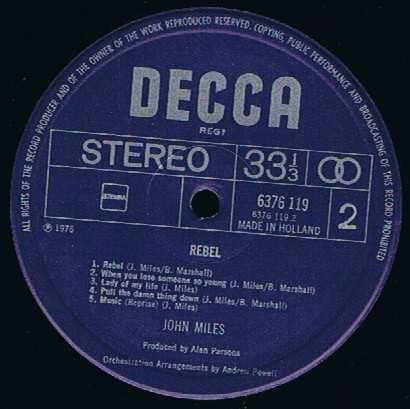 ALL RIGHTS OF THE RECORD PRODUCER AND OF THE OWNER OF THE WORK REPRODUCED RESERVED. COPYING, PUBLIC PERFORMANCE AND BROADCASTING OF THIS RECORD PROHIBITED
DECCA
REG!
STEREO 33 1/3
STEMRA 6376 119 2
6376 119.2
MADE IN HOLLAND
℗ 1976
REBEL
1. Rebel (J. Miles/B. Marshall)
2. When you lose someone so young (J. Miles/B. Marshall)
3. Lady of my life (J. Miles)
4. Pull the damn thing down (J. Miles/B. Marshall)
5. Music (Reprise) (J. Miles)
JOHN MILES
Produced by Alan Parsons
Orchestration Arrangements by Andrew Powell